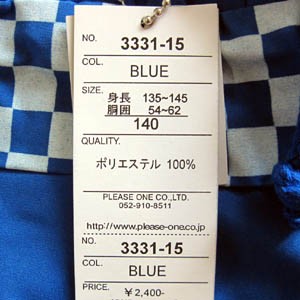 NO. 3331-15
COL. BLUE
SIZE. 身長 135~145
胴囲 54~62
140
QUALITY.
ポリエステル 100%
PLEASE ONE CO.,LTD.
052-910-8511
http://www.please-one.co.jp
NO. 3331-15
COL. BLUE
PRICE. ¥2,400-